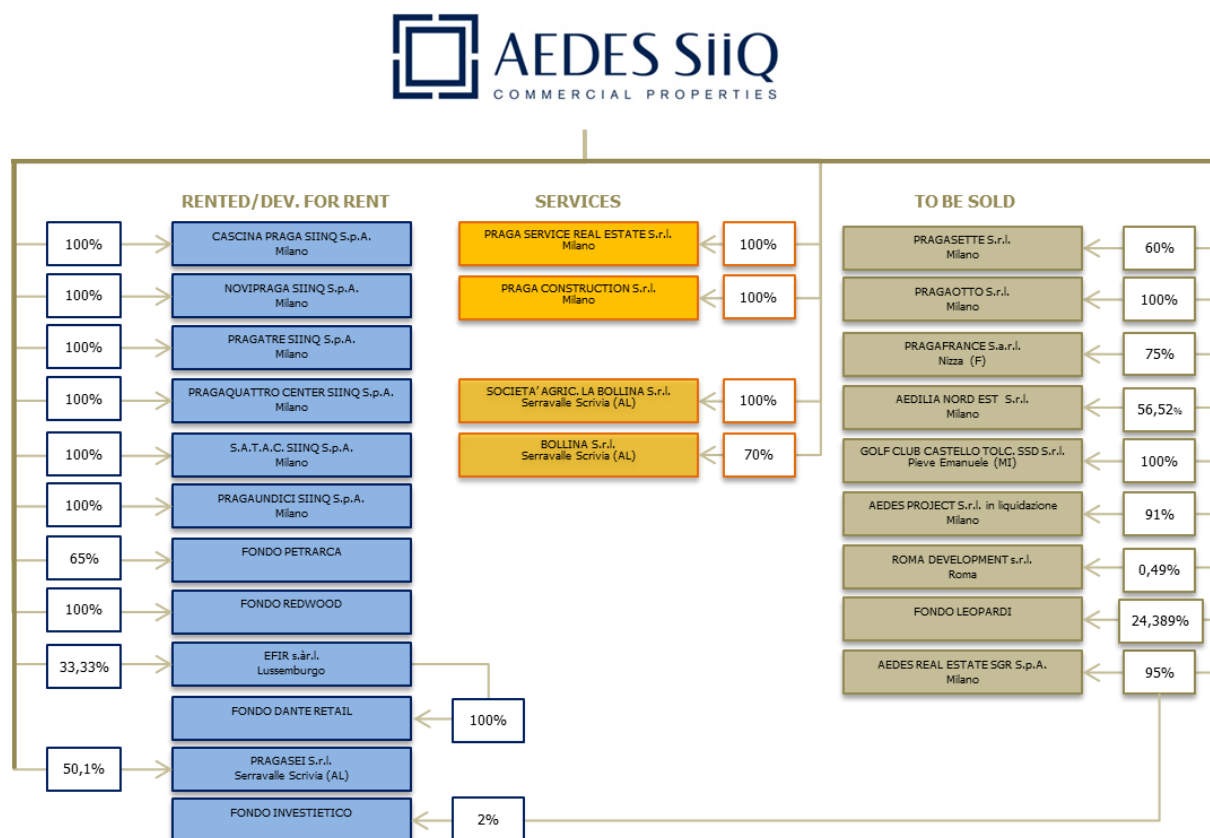 AEDES SiiQ
COMMERCIAL PROPERTIES
RENTED/DEV. FOR RENT
100%
CASCINA PRAGA SIINQ S.p.A.
Milano
100%
NOVIPRAGA SIINQ S.p.A.
Milano
100%
PRAGATRE SIINQ S.p.A.
Milano
100%
PRAGAQUATTRO CENTER SIINQ S.p.A.
Milano
100%
S.A.T.A.C. SIINQ S.p.A.
Milano
100%
PRAGAUNDICI SIINQ S.p.A.
Milano
65%
FONDO PETRARCA
100%
FONDO REDWOOD
33,33%
EFIR s.àr.l.
Lussemburgo
FONDO DANTE RETAIL
100%
50,1%
PRAGASEI S.r.l.
Serravalle Scrivia (AL)
FONDO INVESTIETICO
2%
SERVICES
PRAGA SERVICE REAL ESTATE S.r.l.
Milano
100%
PRAGA CONSTRUCTION S.r.l.
Milano
100%
SOCIETA' AGRIC. LA BOLLINA S.r.l.
Serravalle Scrivia (AL)
100%
BOLLINA S.r.l.
Serravalle Scrivia (AL)
70%
TO BE SOLD
PRAGASETTE S.r.l.
Milano
60%
PRAGAOTTO S.r.l.
Milano
100%
PRAGAFRANCE S.a.r.l.
Nizza (F)
75%
AEDILIA NORD EST S.r.l.
Milano
56,52%
GOLF CLUB CASTELLO TOLC. SSD S.r.l.
Pieve Emanuele (MI)
100%
AEDES PROJECT S.r.l. in liquidazione
Milano
91%
ROMA DEVELOPMENT s.r.l.
Roma
0,49%
FONDO LEOPARDI
24,389%
AEDES REAL ESTATE SGR S.p.A.
Milano
95%